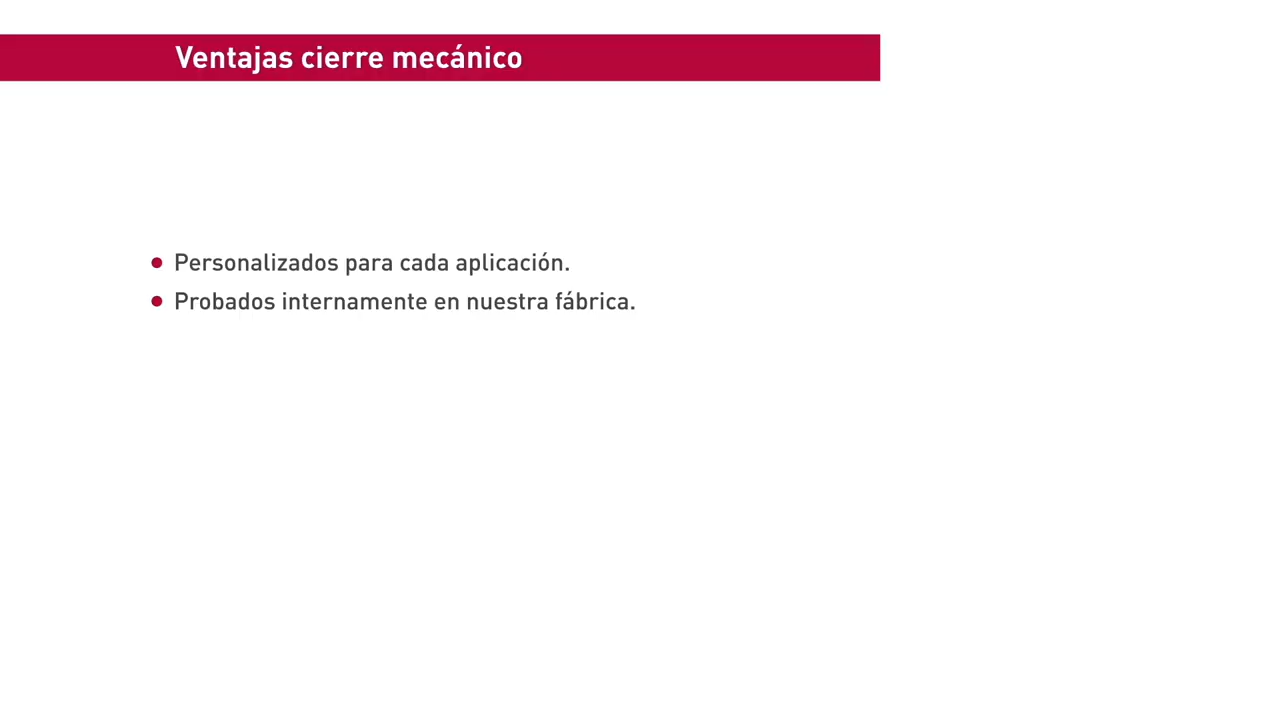 Ventajas cierre mecánico
Personalizados para cada aplicación.
Probados internamente en nuestra fábrica.